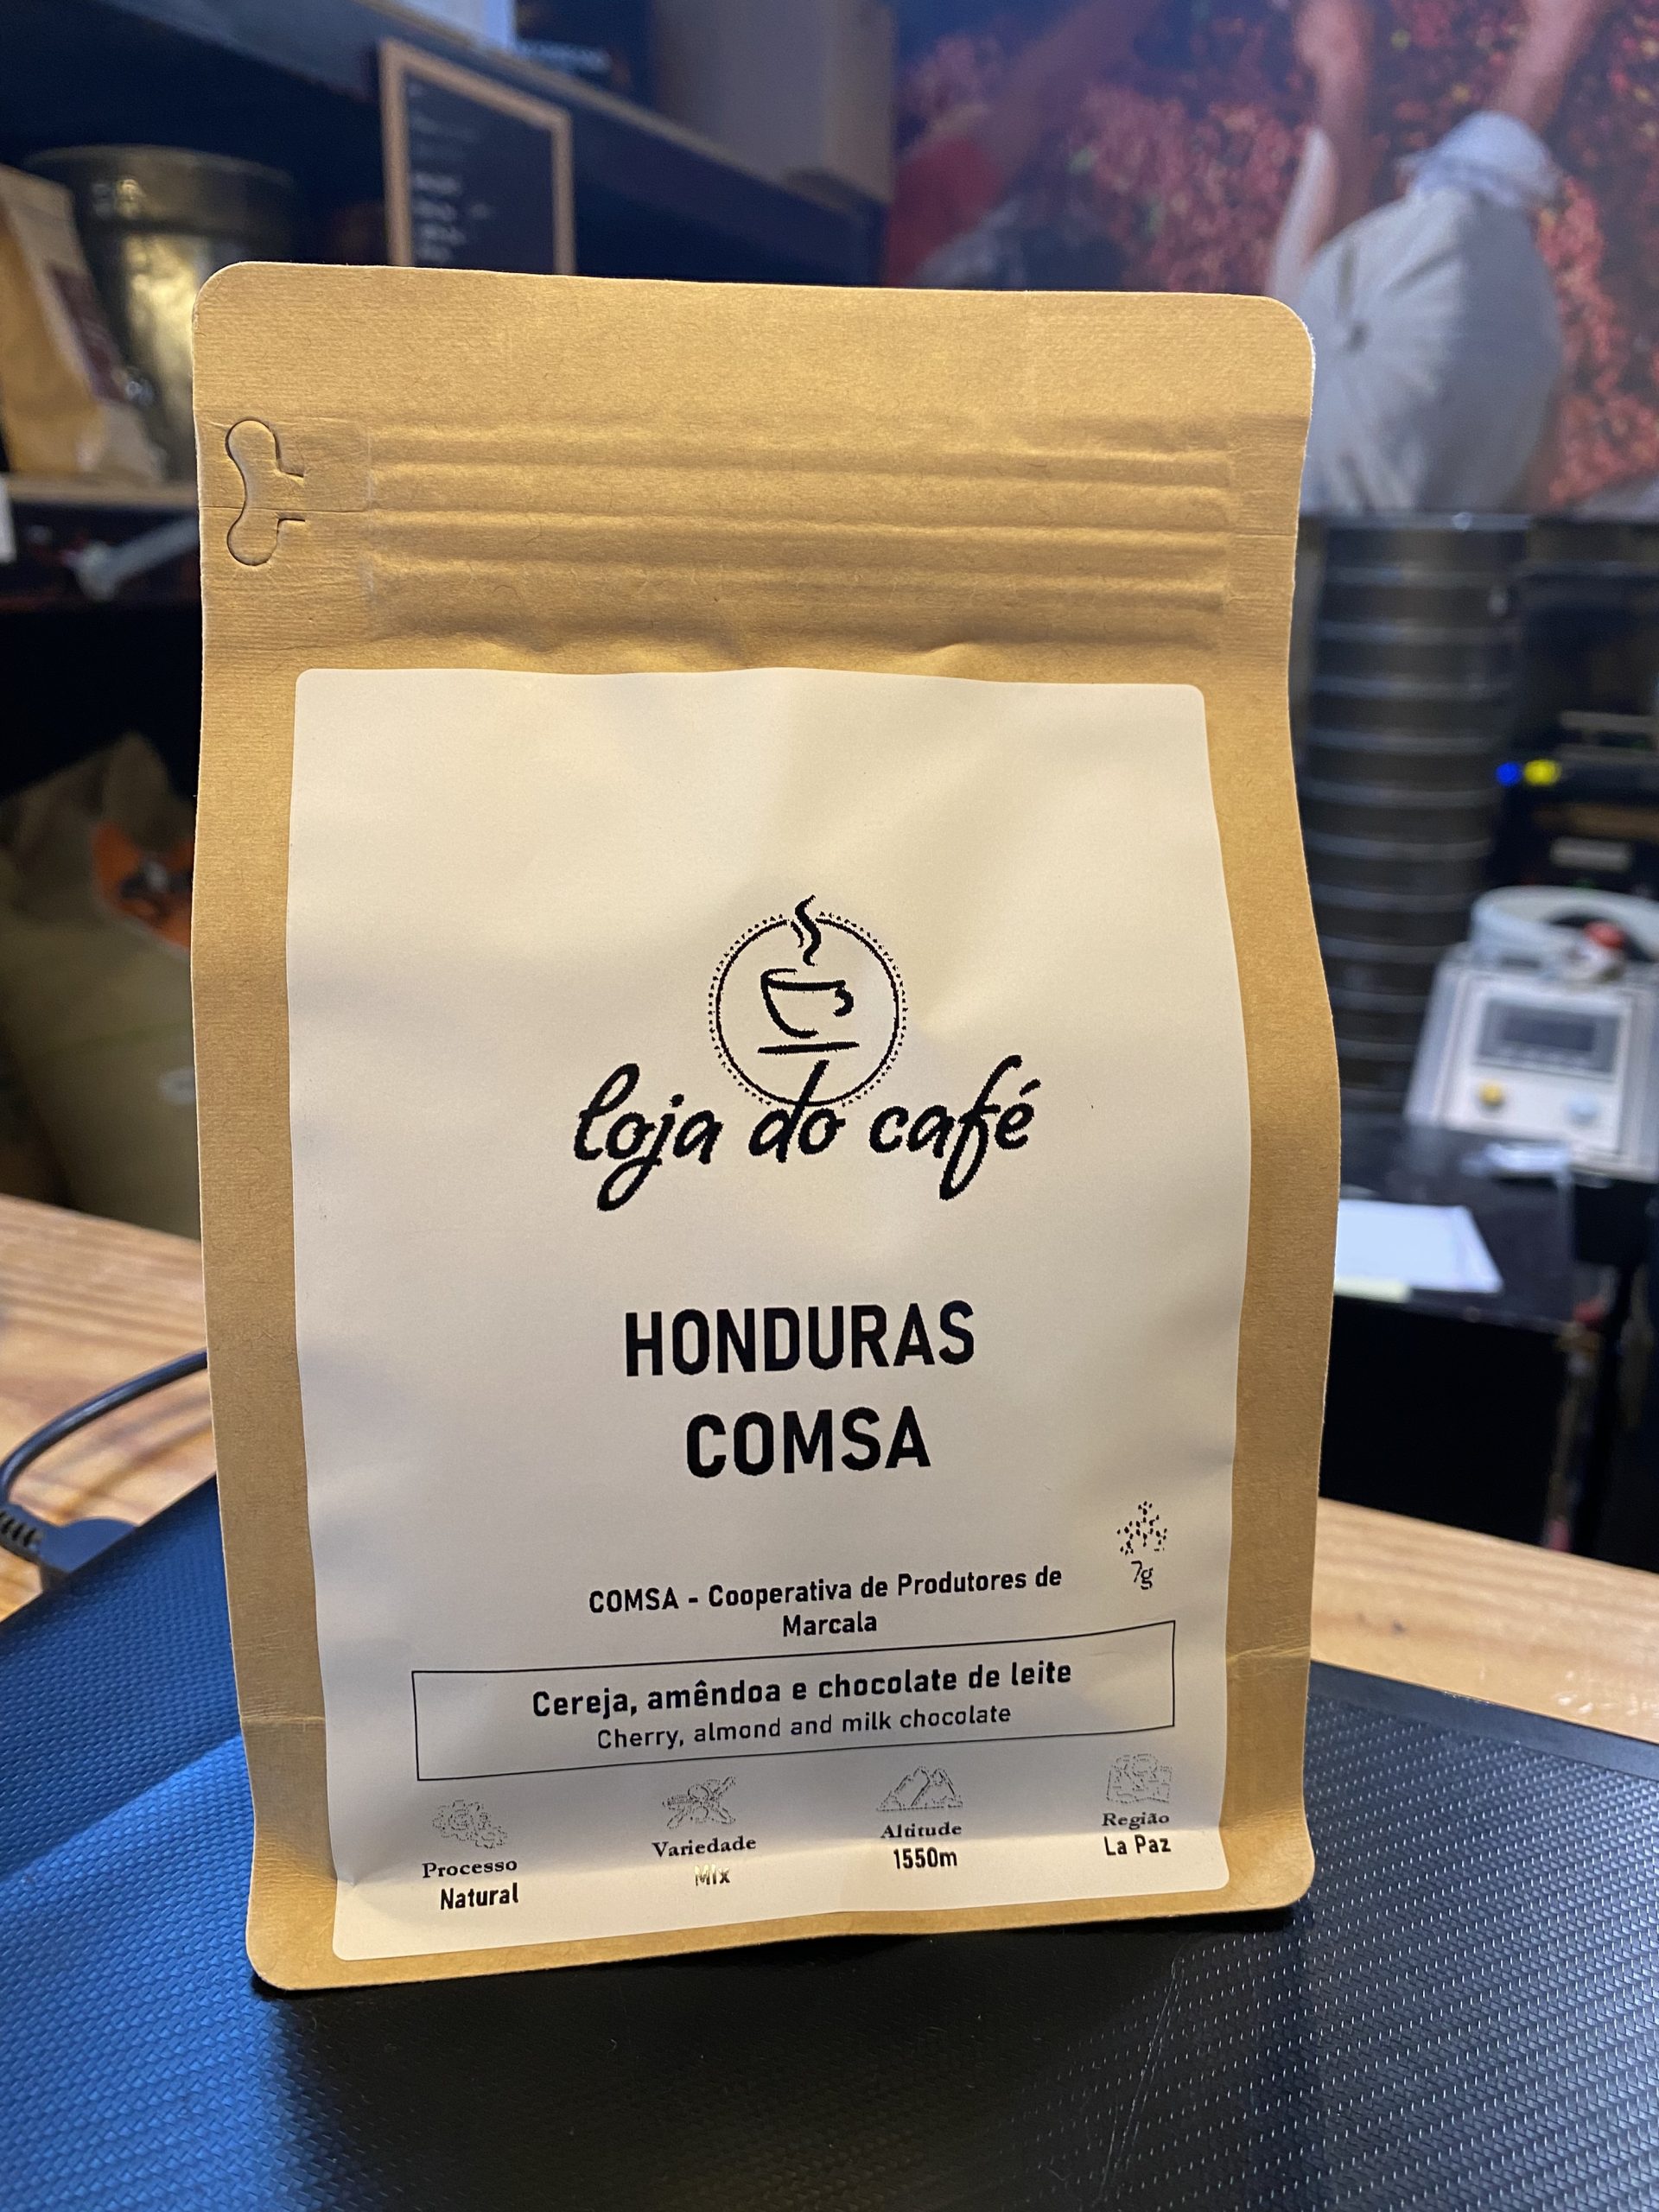 loja do café
HONDURAS
COMSA
7g
COMSA - Cooperativa de Produtores de
Marcala
Cereja, amêndoa e chocolate de leite
Cherry, almond and milk chocolate
Processo
Natural
Variedade
Mix
Altitude
1550m
Região
La Paz